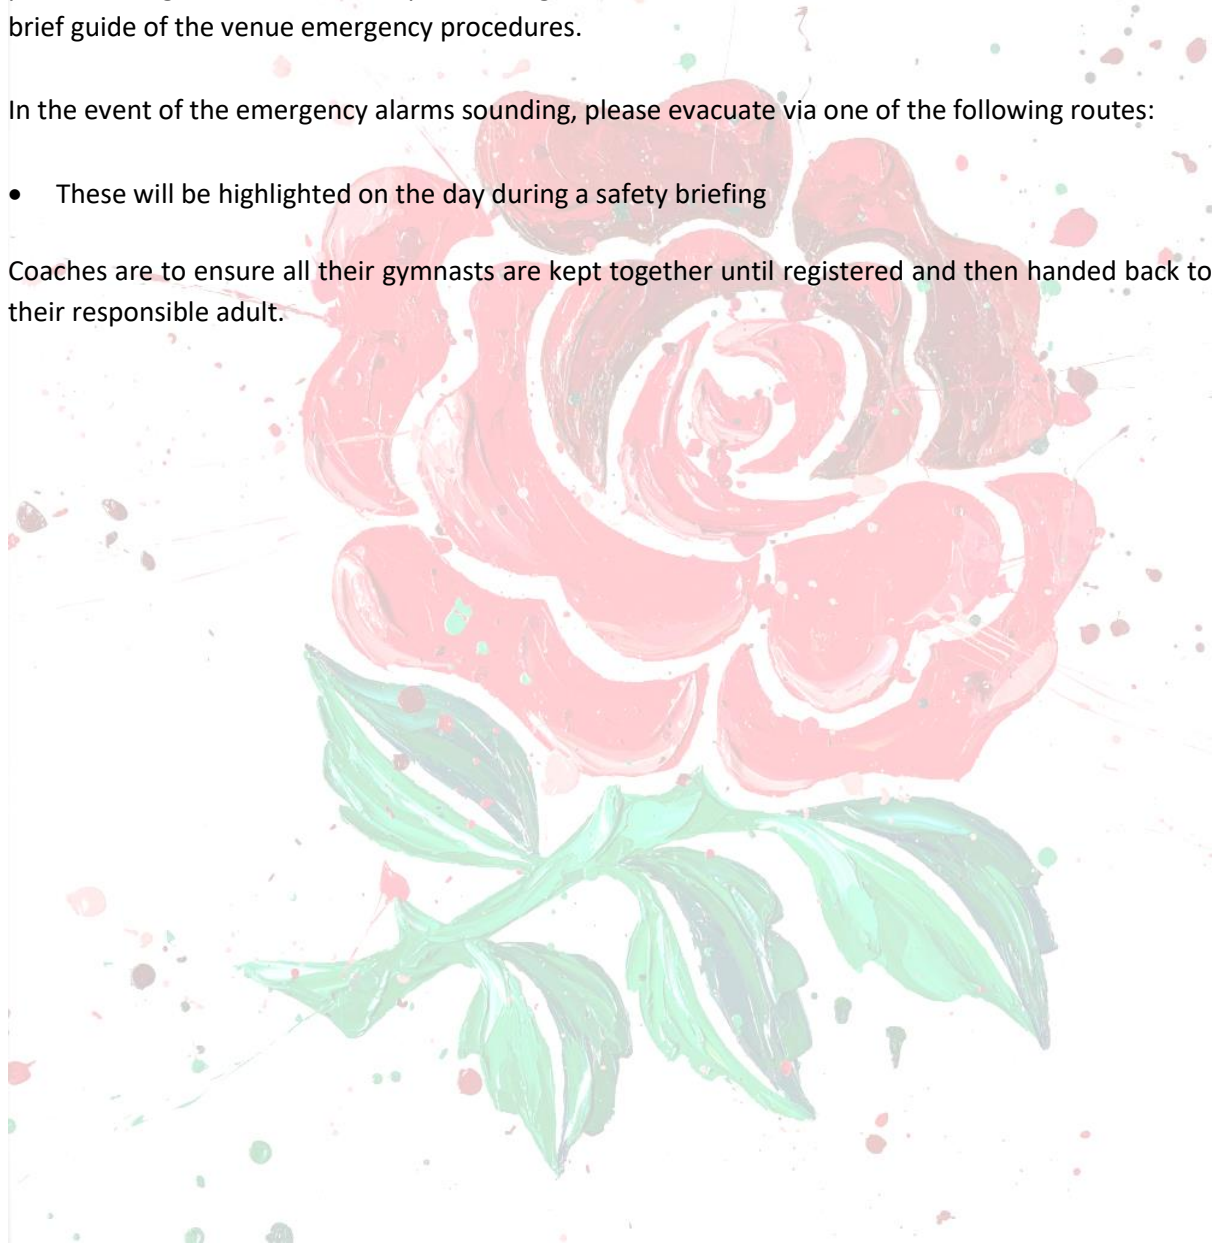 brief guide of the venue emergency procedures.
In the event of the emergency alarms sounding, please evacuate via one of the following routes:
• These will be highlighted on the day during a safety briefing
Coaches are to ensure all their gymnasts are kept together until registered and then handed back to
their responsible adult.